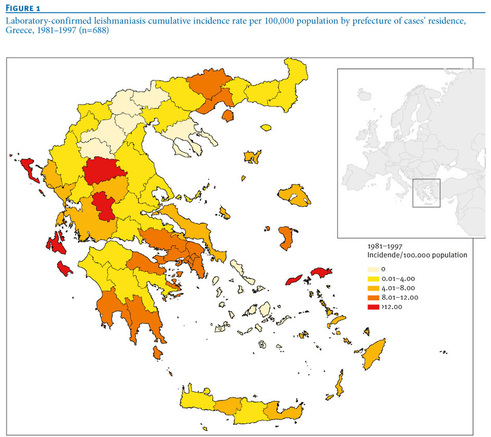 FIGURE 1
Laboratory-confirmed leishmaniasis cumulative incidence rate per 100,000 population by prefecture of cases' residence,
Greece, 1981–1997 (n=688)
1981–1997
Incidende/100.000 population
0
0.01–4.00
4.01–8.00
8.01–12.00
>12.00